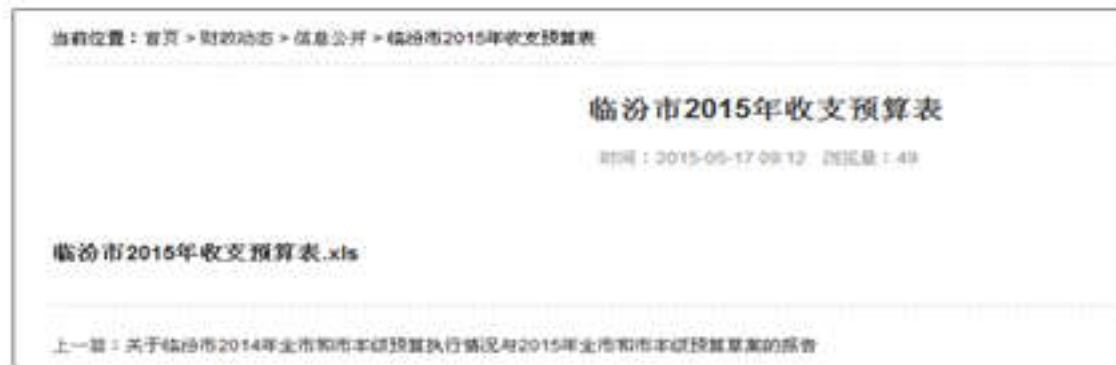 当前位置：首页 > 财政动态 > 信息公开 > 临汾市2015年收支预算表
临汾市2015年收支预算表
时间：2015-05-17 09:12 浏览量：49
临汾市2015年收支预算表.xls
上一篇：关于临汾市2014年全市和市本级预算执行情况与2015年全市和市本级预算草案的报告